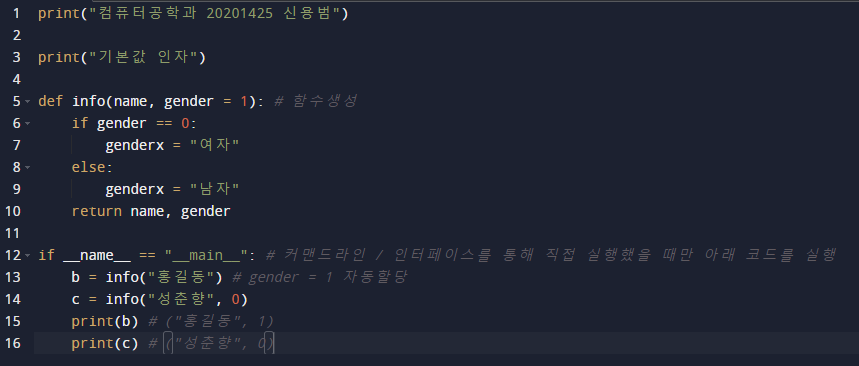 1 print("컴퓨터공학과 20201425 신용범")
2
3 print("기본값 인자")
4
5 def info(name, gender = 1): # 함수생성
6     if gender == 0:
7         genderx = "여자"
8     else:
9         genderx = "남자"
10     return name, gender
11
12 if __name__ == "__main__": # 커맨드라인 / 인터페이스를 통해 직접 실행했을 때만 아래 코드를 실행
13     b = info("홍길동") # gender = 1 자동할당
14     c = info("성춘향", 0)
15     print(b) # ("홍길동", 1)
16     print(c) # ("성춘향", 0)